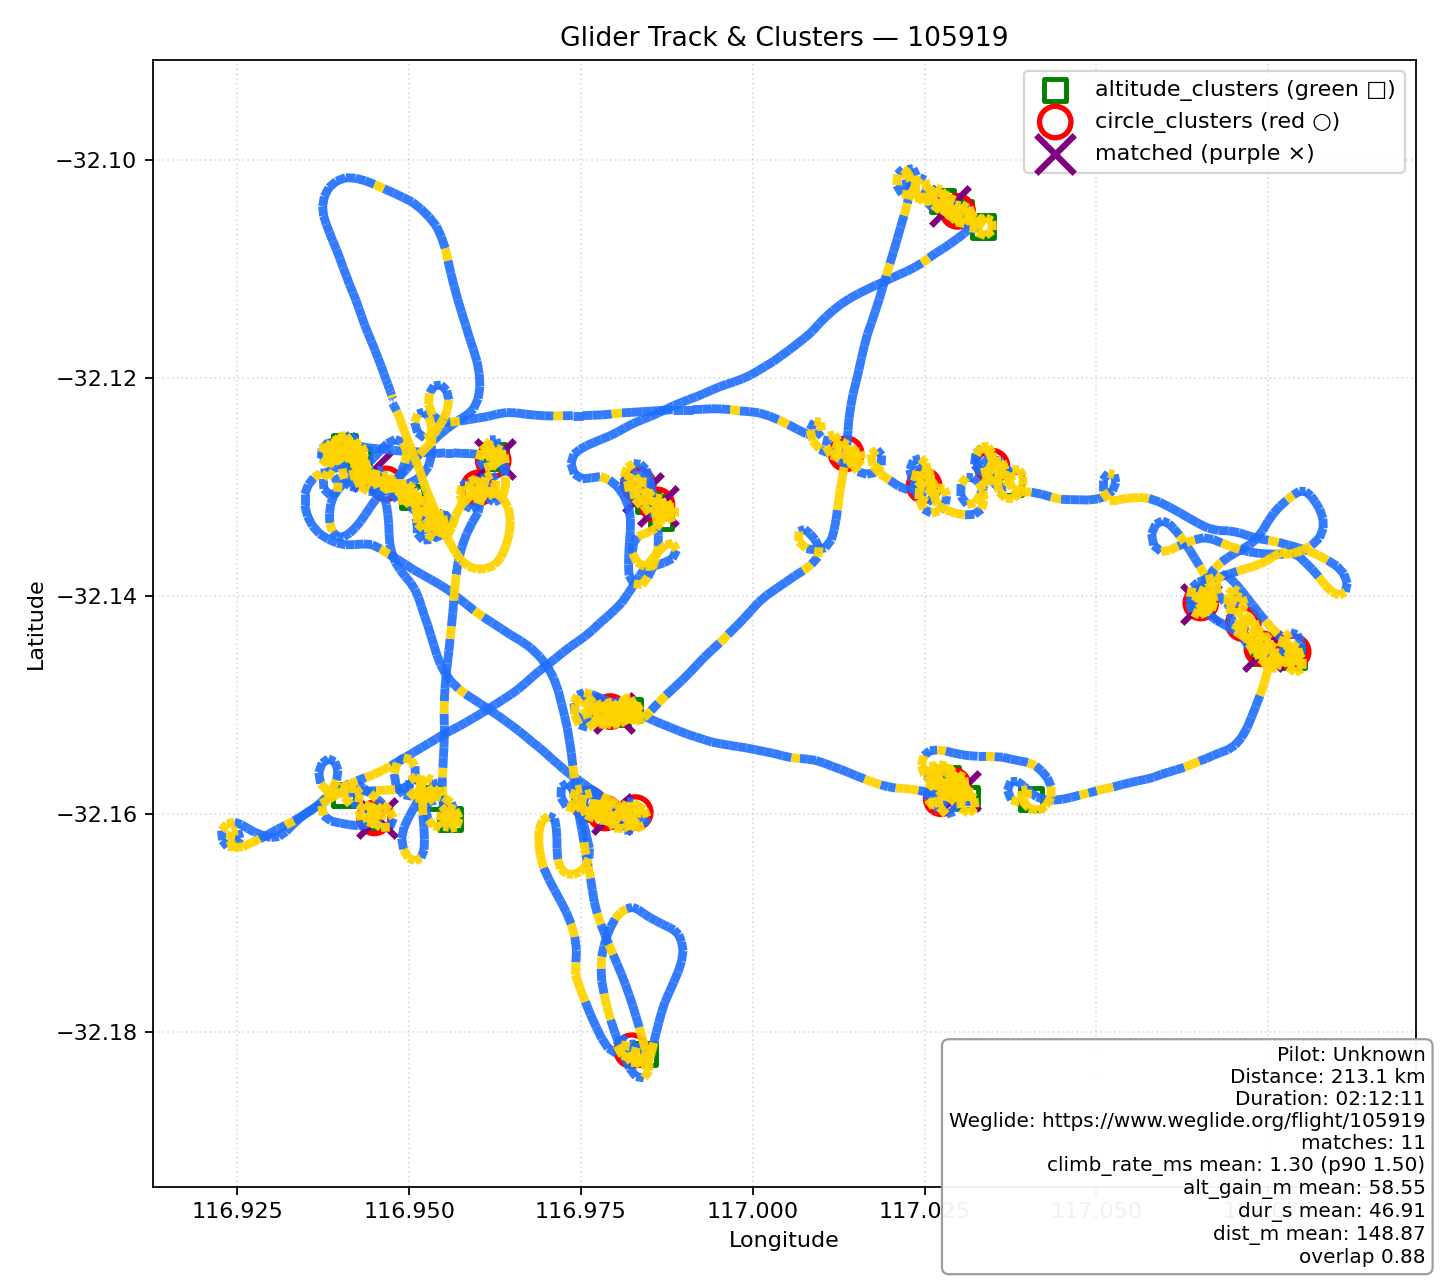 Glider Track & Clusters — 105919
altitude_clusters (green □)
circle_clusters (red ○)
matched (purple ×)
−32.10
−32.12
−32.14
−32.16
−32.18
Latitude
116.925
116.950
116.975
117.000
117.025
117.050
Longitude
Pilot: Unknown
Distance: 213.1 km
Duration: 02:12:11
Weglide: https://www.weglide.org/flight/105919
matches: 11
climb_rate_ms mean: 1.30 (p90 1.50)
alt_gain_m mean: 58.55
dur_s mean: 46.91
dist_m mean: 148.87
overlap 0.88